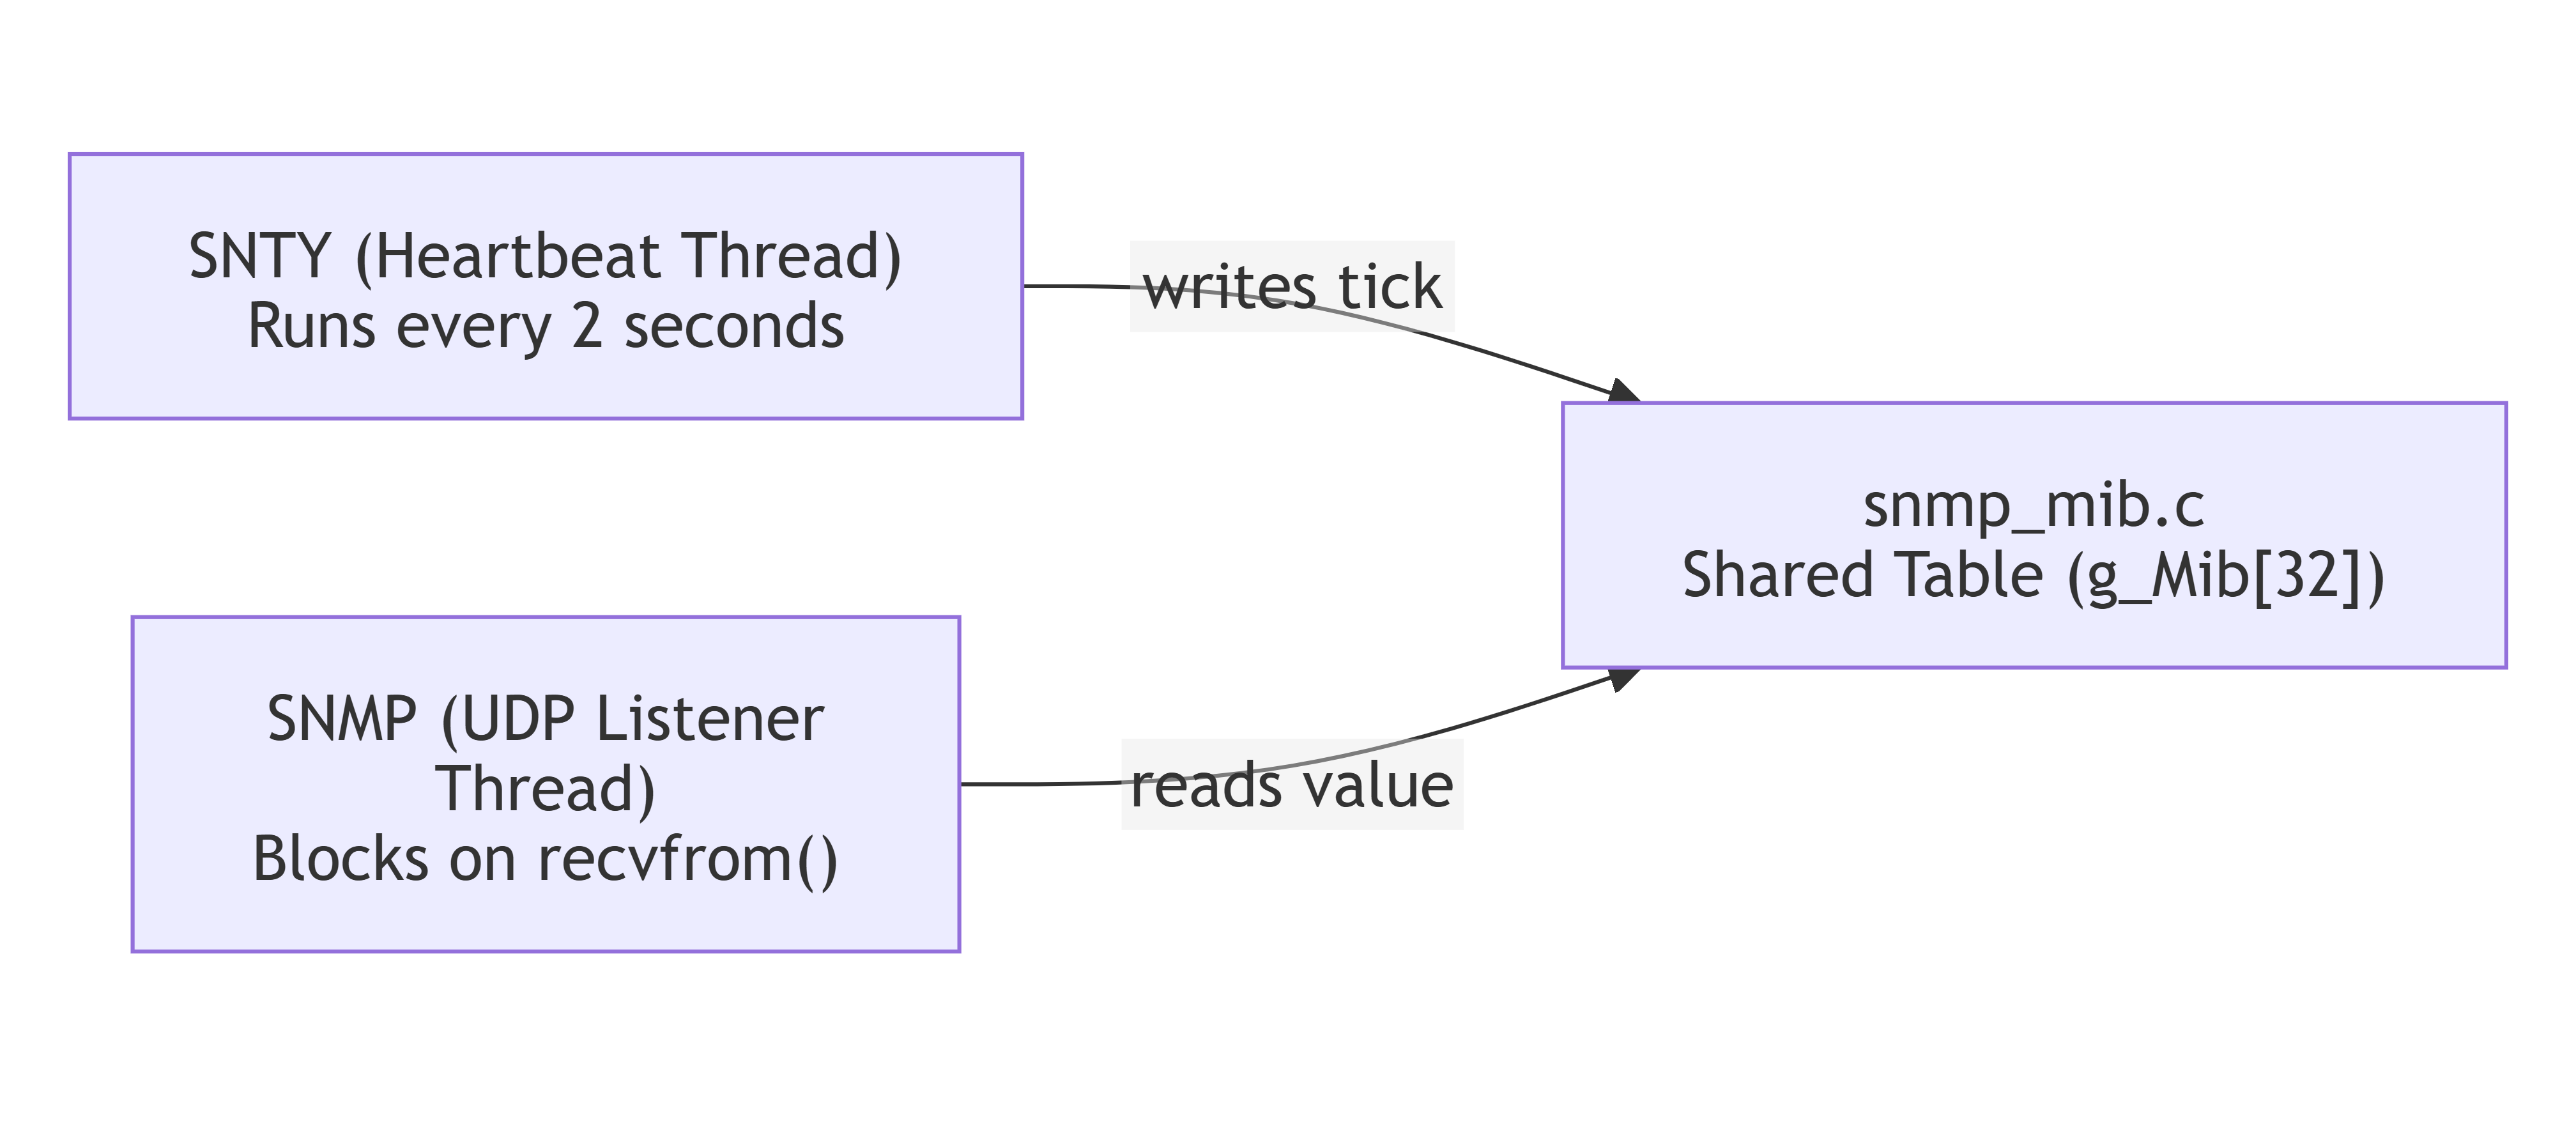 SNTY (Heartbeat Thread)
Runs every 2 seconds
writes tick
snmp_mib.c
Shared Table (g_Mib[32])
SNMP (UDP Listener
Thread)
Blocks on recvfrom()
reads value